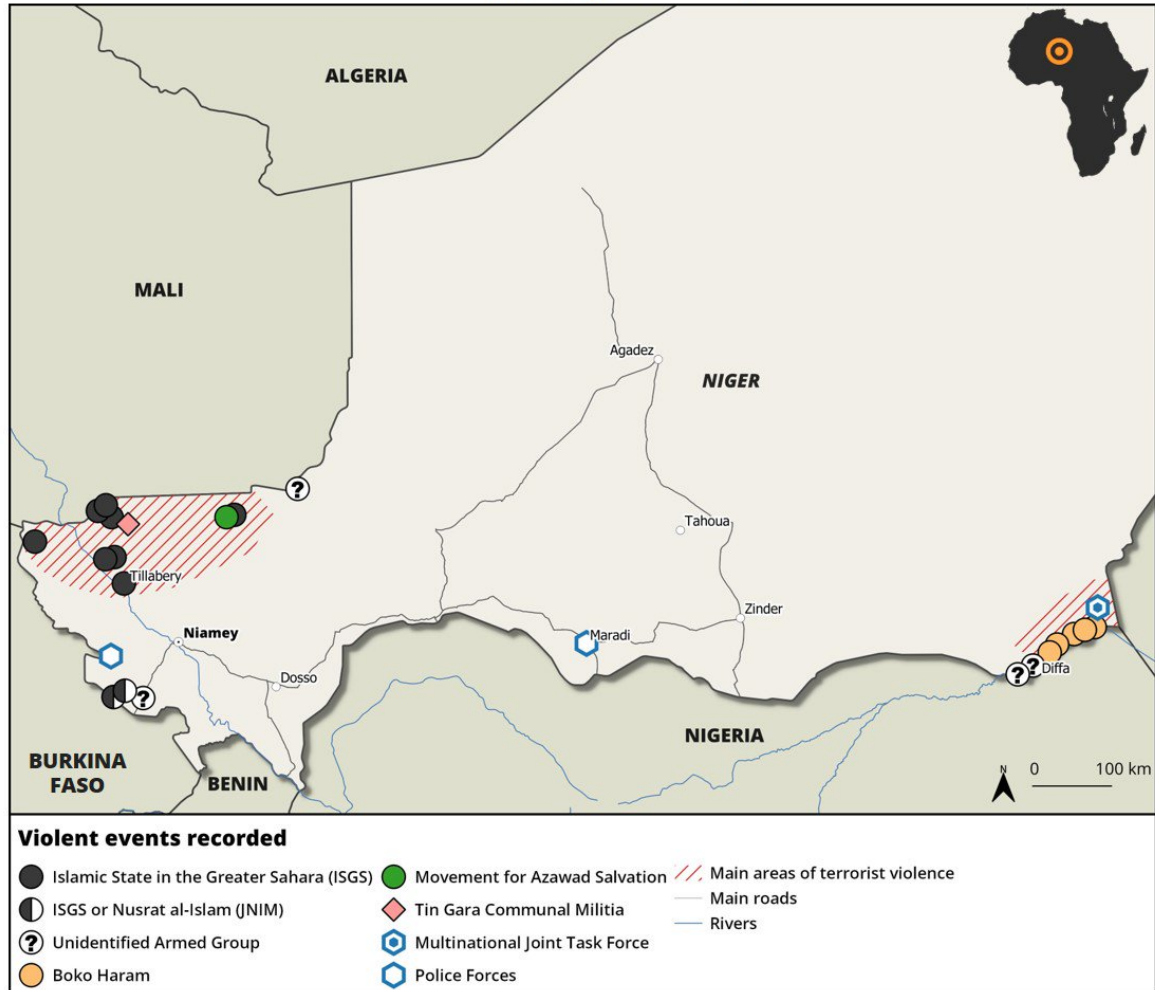 ALGERIA
MALI
Agadez
NIGER
?
Tahoua
Tillabery
Zinder
Niamey
Maradi
Dosso
?
?
?
Diffa
NIGERIA
BURKINA
FASO
BENIN
N
0 100 km
Violent events recorded
Islamic State in the Greater Sahara (ISGS)
ISGS or Nusrat al-Islam (JNIM)
? Unidentified Armed Group
Boko Haram
Movement for Azawad Salvation
Tin Gara Communal Militia
Multinational Joint Task Force
Police Forces
Main areas of terrorist violence
Main roads
Rivers